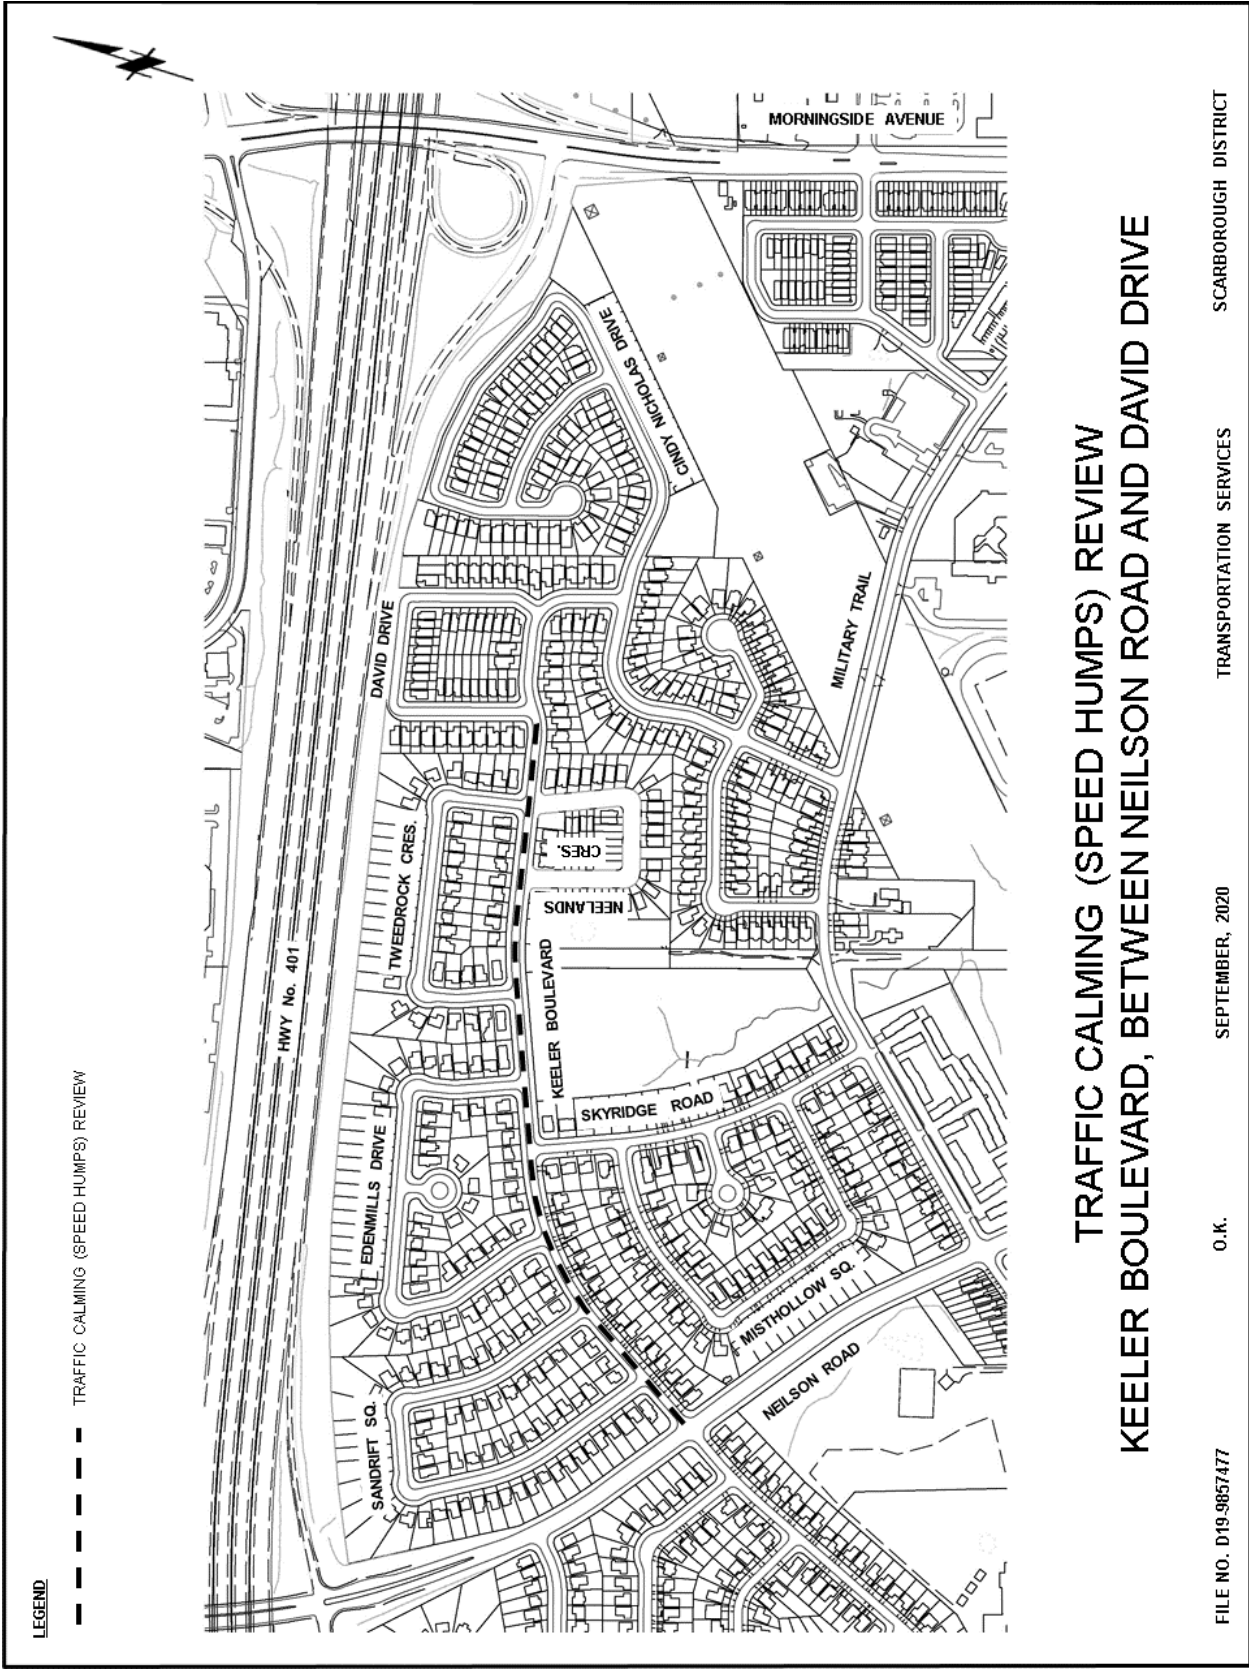 LEGEND
TRAFFIC CALMING (SPEED HUMPS) REVIEW
HWY No. 401
MORNINGSIDE AVENUE
DAVID DRIVE
CINDY NICHOLAS DRIVE
TWEEDROCK CRES.
NEELANDS
CRES.
MILITARY TRAIL
EDENMILLS DRIVE
KEELER BOULEVARD
SKYRIDGE ROAD
SANDRIFT SQ.
MISTHOLLOW SQ.
NEILSON ROAD
TRAFFIC CALMING (SPEED HUMPS) REVIEW
KEELER BOULEVARD, BETWEEN NEILSON ROAD AND DAVID DRIVE
FILE NO. D19-9857477 O.K. SEPTEMBER, 2020 TRANSPORTATION SERVICES SCARBOROUGH DISTRICT